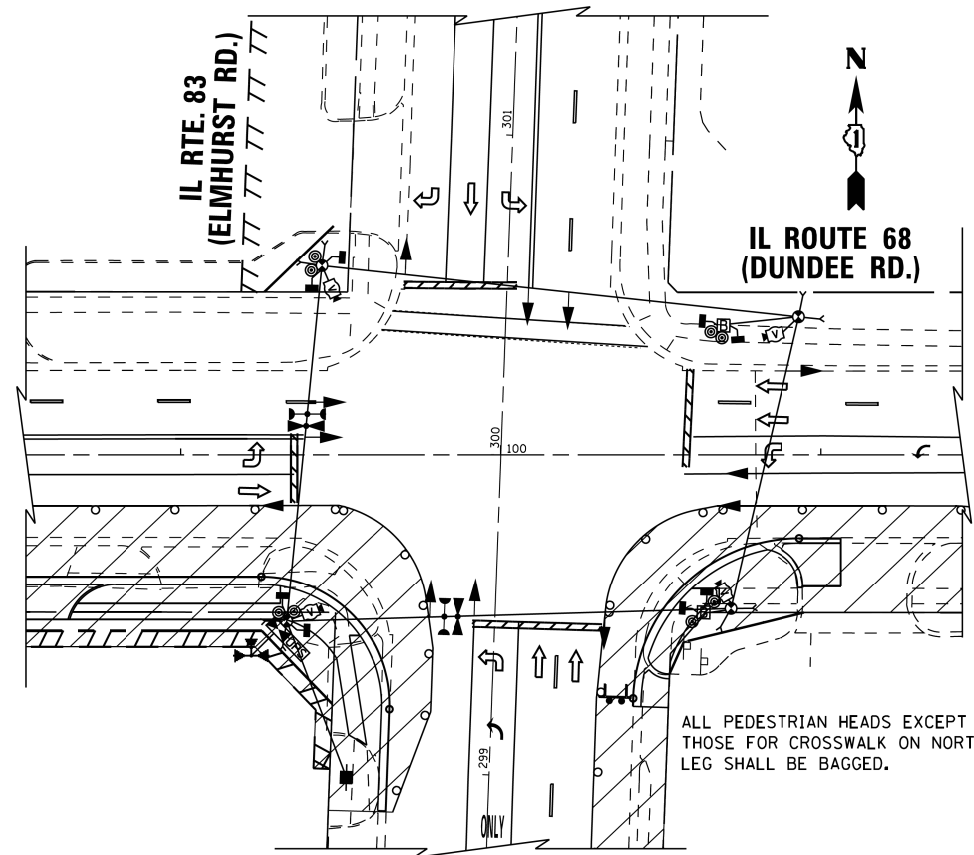 IL RTE. 83
(ELMHURST RD.)
301
N
1
IL ROUTE 68
(DUNDEE RD.)
B
V
V
300
100
V
B
ALL PEDESTRIAN HEADS EXCEPT
THOSE FOR CROSSWALK ON NORT
LEG SHALL BE BAGGED.
299
ONLY